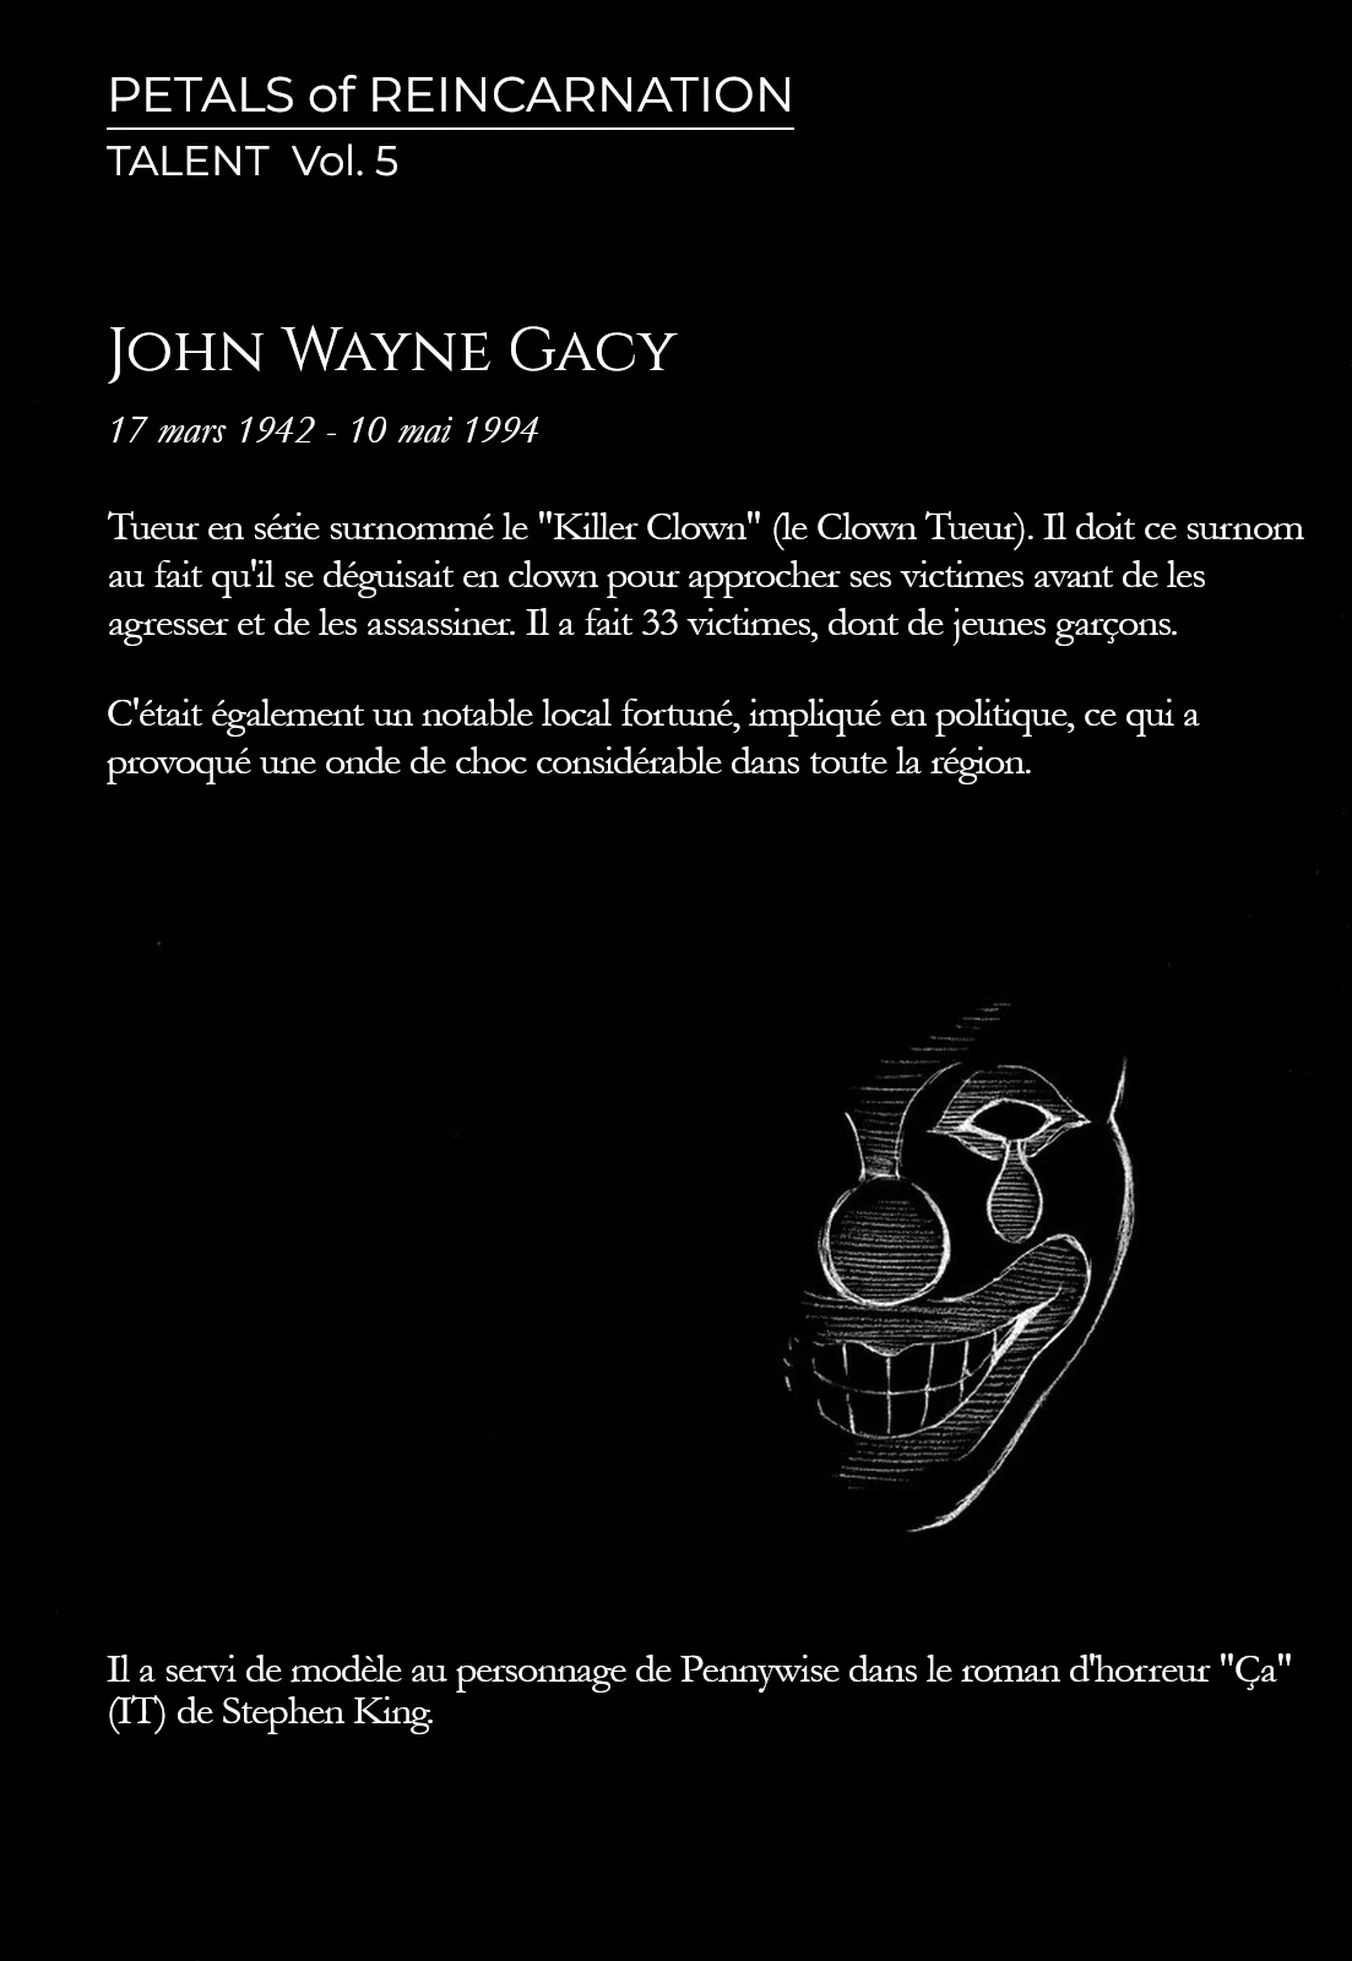 PETALS of REINCARNATION
TALENT Vol. 5
JOHN WAYNE GACY
17 mars 1942 - 10 mai 1994
Tueur en série surnommé le "Killer Clown" (le Clown Tueur). Il doit ce surnom
au fait qu'il se déguisait en clown pour approcher ses victimes avant de les
agresser et de les assassiner. Il a fait 33 victimes, dont de jeunes garçons.
C'était également un notable local fortuné, impliqué en politique, ce qui a
provoqué une onde de choc considérable dans toute la région.
Il a servi de modèle au personnage de Pennywise dans le roman d'horreur "Ça"
(IT) de Stephen King.